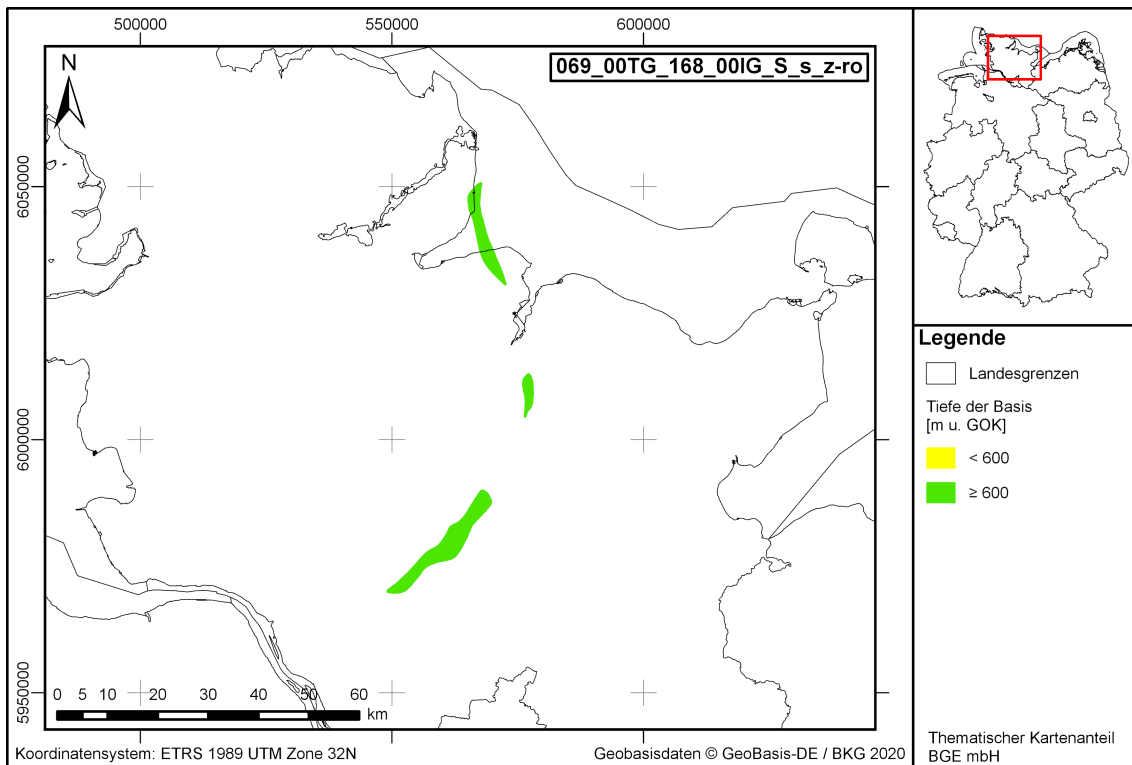 500000 550000 600000
069_00TG_168_00IG_S_s_z-ro
N
6050000
6000000
5950000
0 5 10 20 30 40 50 60
km
Koordinatensystem: ETRS 1989 UTM Zone 32N
Geobasisdaten © GeoBasis-DE / BKG 2020
Legende
Landesgrenzen
Tiefe der Basis
[m u. GOK]
< 600
≥ 600
Thematischer Kartenanteil
BGE mbH